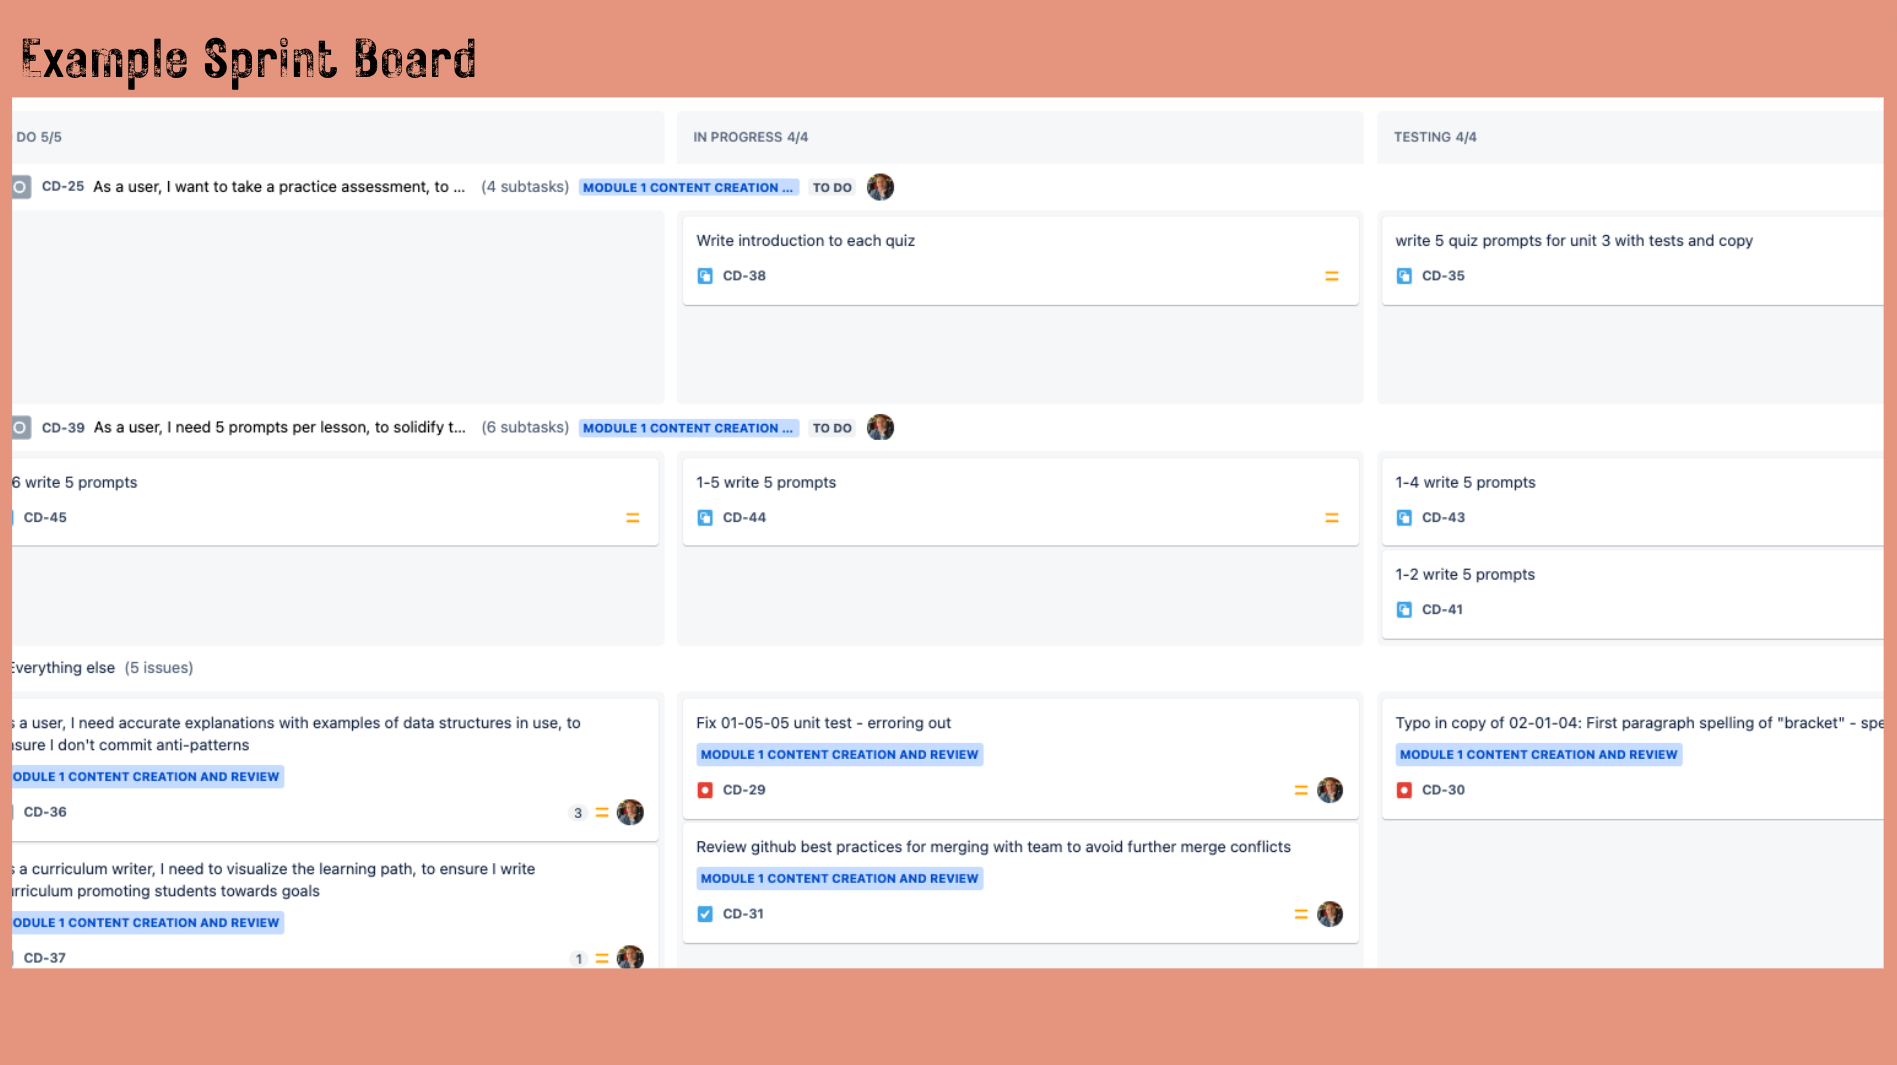 Example Sprint Board
DO 5/5
IN PROGRESS 4/4
TESTING 4/4
CD-25 As a user, I want to take a practice assessment, to ... (4 subtasks) MODULE 1 CONTENT CREATION ... TO DO
Write introduction to each quiz
CD-38
write 5 quiz prompts for unit 3 with tests and copy
CD-35
CD-39 As a user, I need 5 prompts per lesson, to solidify t... (6 subtasks) MODULE 1 CONTENT CREATION ... TO DO
6 write 5 prompts
CD-45
1-5 write 5 prompts
CD-44
1-4 write 5 prompts
CD-43
1-2 write 5 prompts
CD-41
Everything else (5 issues)
s a user, I need accurate explanations with examples of data structures in use, to
nsure I don't commit anti-patterns
ODULE 1 CONTENT CREATION AND REVIEW
CD-36 3
s a curriculum writer, I need to visualize the learning path, to ensure I write
urriculum promoting students towards goals
ODULE 1 CONTENT CREATION AND REVIEW
CD-37 1
Fix 01-05-05 unit test - erroring out
MODULE 1 CONTENT CREATION AND REVIEW
CD-29
Review github best practices for merging with team to avoid further merge conflicts
MODULE 1 CONTENT CREATION AND REVIEW
CD-31
Typo in copy of 02-01-04: First paragraph spelling of "bracket" - spe
MODULE 1 CONTENT CREATION AND REVIEW
CD-30